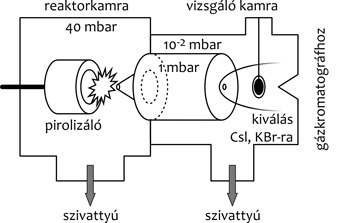 reaktorkamra
vizsgáló kamra
40 mbar
10-2 mbar
1 mbar
pirolizáló
kiválás
CsI, KBr-ra
gázkromatográfhoz
szivattyú
szivattyú